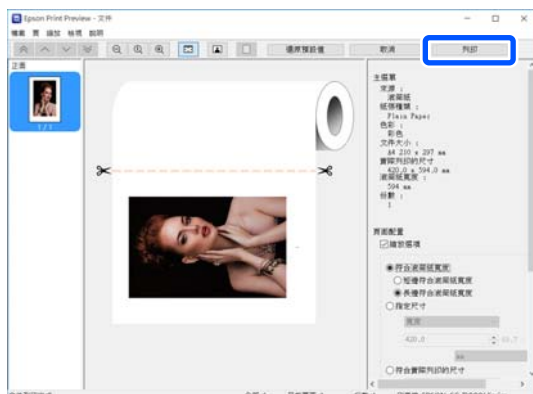 Epson Print Preview - 文件
檔案 頁 縮放 檢視 說明
還原預設值 取消 列印
正面
1 / 1
主選單
來源 :
滾筒紙
紙張種類 :
Plain Paper
色彩 :
彩色
文件大小 :
A4 210 x 297 mm
實際列印的尺寸
420.0 x 594.0 mm
滾筒紙寬度 :
594 mm
份數 :
1
頁面配置
縮放選項
符合滾筒紙寬度
短邊符合滾筒紙寬度
長邊符合滾筒紙寬度
指定尺寸
寬度
420.0
mm
符合實際列印的尺寸